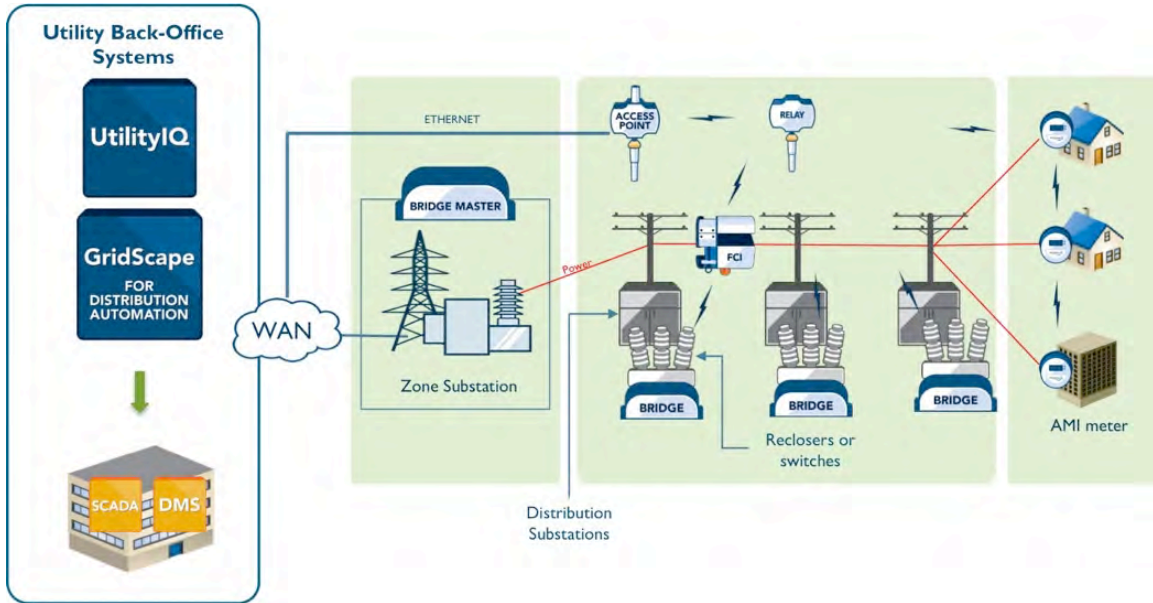 Utility Back-Office
Systems
UtilityIQ
GridScape
FOR
DISTRIBUTION
AUTOMATION
SCADA
DMS
WAN
ETHERNET
BRIDGE MASTER
Zone Substation
Power
ACCESS
POINT
RELAY
FCI
BRIDGE
BRIDGE
BRIDGE
Reclosers or
switches
Distribution
Substations
AMI meter